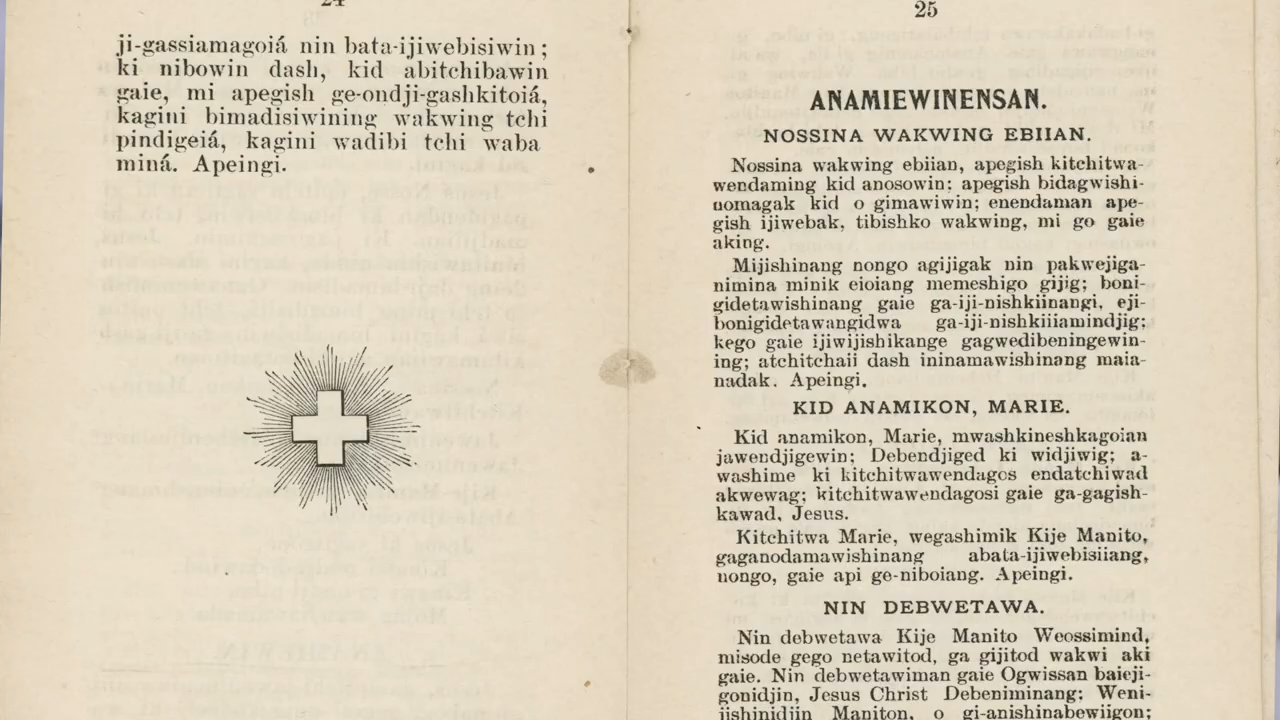 24
ji-gassiamagoiá nin bata-ijiwebisiwin;
ki nibowin dash, kid abitchibawin
gaie, mi apegish ge-ondji-gashkitoiá,
kagini bimadisiwining wakwing tchi
pindigeiá, kagini wadibi tchi waba
miná. Apeingi.
25
ANAMIEWINENSAN.
NOSSINA WAKWING EBIIAN.
Nossina wakwing ebiian, apegish kitchitwa-
wendaming kid anosowin; apegish bidagwishi-
nomagak kid o gimawiwin; enendaman ape-
gish ijiwebak, tibishko wakwing, mi go gaie
aking.
Mijishinang nongo agijigak nin pakwejiga-
nimina minik eioiang memeshigo gijig; boni-
gidetawishinang gaie ga-iji-nishkiinangi, eji-
bonigidetawangidwa ga-iji-nishkiiiamindjig;
kego gaie ijiwijishikange gagwedibeningewin-
ing; atchitchaii dash ininamawishinang maia-
nadak. Apeingi.
KID ANAMIKON, MARIE.
Kid anamikon, Marie, mwashkineshkagoian
jawendjigewin; Debendjiged ki widjiwig; a-
washime ki kitchitwawendagos endatchiwad
akwewag; kitchitwawendagosi gaie ga-gagish-
kawad, Jesus.
Kitchitwa Marie, wegashimik Kije Manito,
gaganodamawishinang abata-ijiwebisiiang,
nongo, gaie api ge-niboiang. Apeingi.
NIN DEBWETAWA.
Nin debwetawa Kije Manito Weossimind,
misode gego netawitod, ga gijitod wakwi aki
gaie. Nin debwetawiman gaie Ogwissan baieji-
gonidjin, Jesus Christ Debeniminang; Weni-
jishinidjin Maniton, o gi-anishinabewiigon;